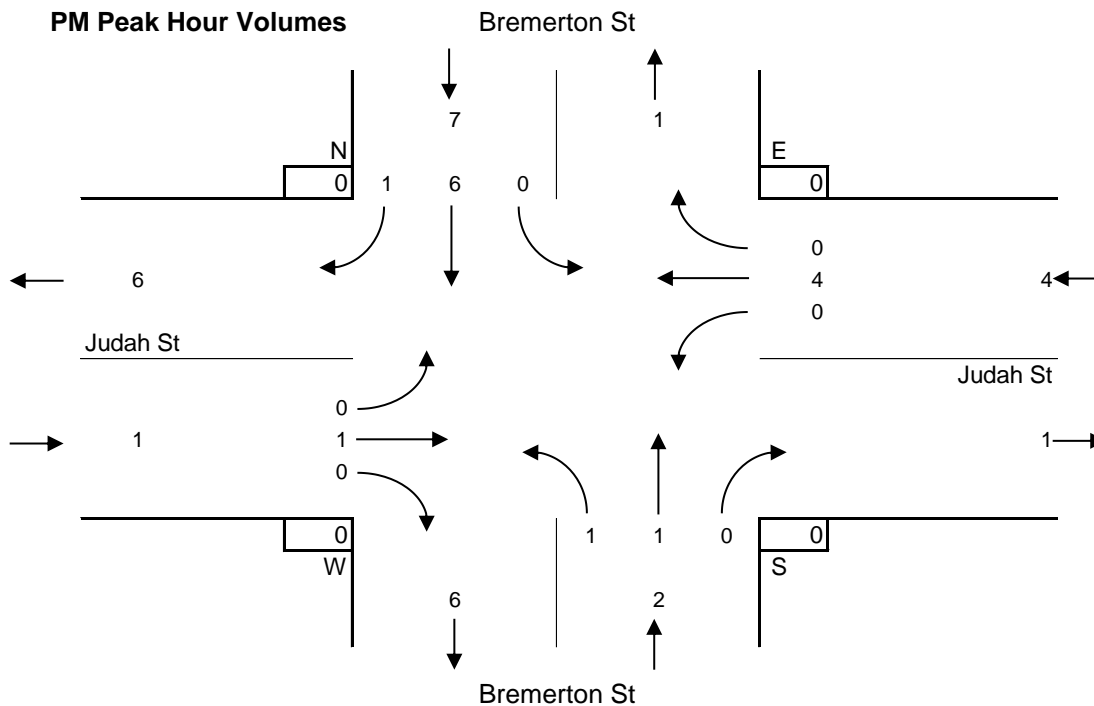 PM Peak Hour Volumes Bremerton St
7 1
N E
0 1 6 0 0
0
6 4 4
0
Judah St
Judah St
0
1 1 1
0
0 1 1 0 0
W S
6 2
Bremerton St